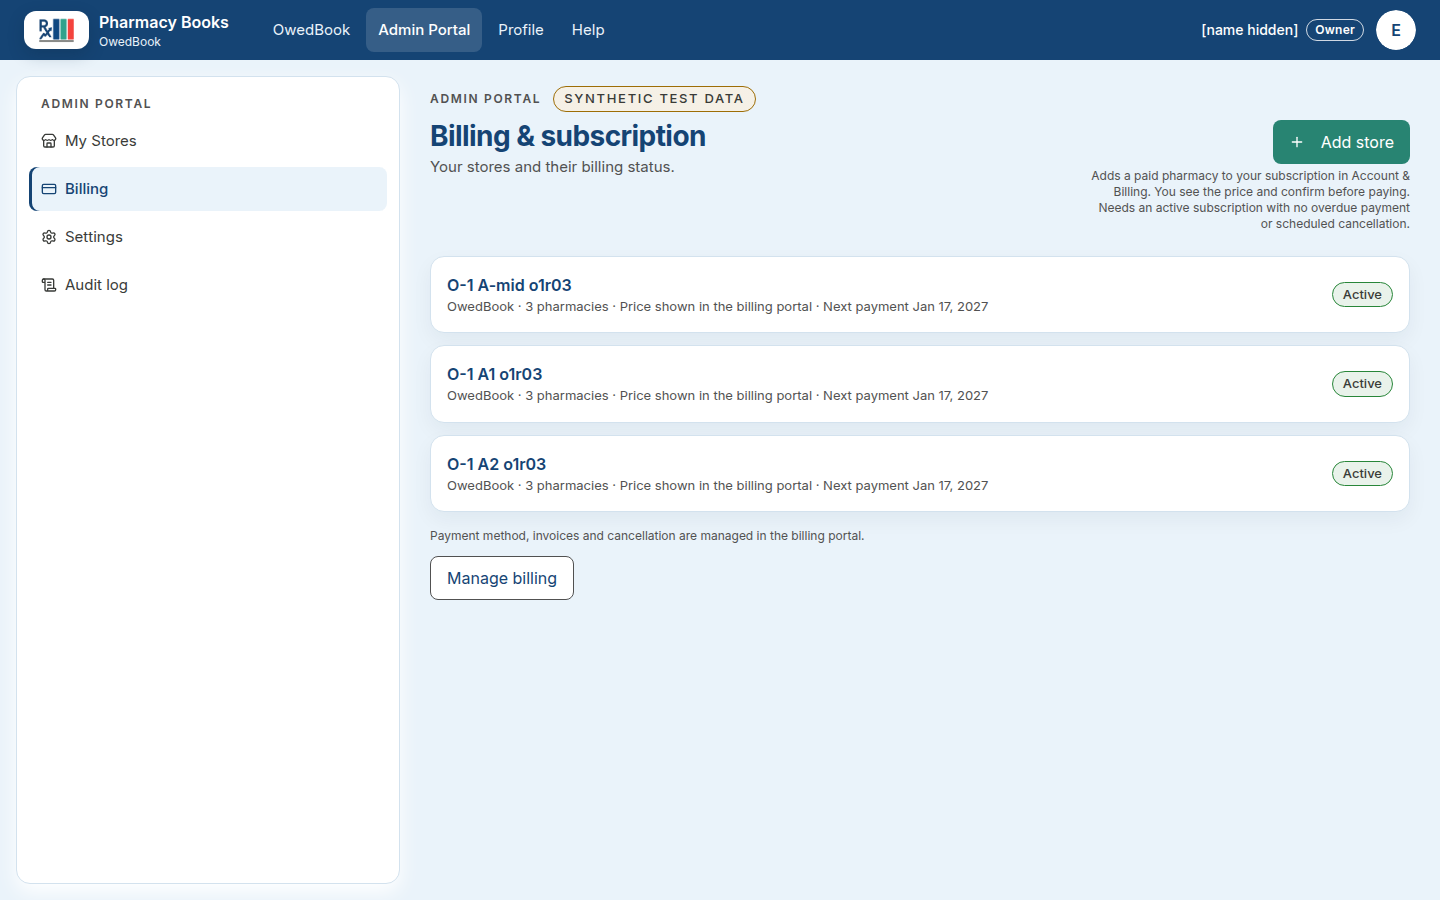 Pharmacy Books
OwedBook
OwedBook
Admin Portal
Profile
Help
[name hidden]
Owner
E
ADMIN PORTAL
My Stores
Billing
Settings
Audit log
ADMIN PORTAL
SYNTHETIC TEST DATA
Billing & subscription
Your stores and their billing status.
+ Add store
Adds a paid pharmacy to your subscription in Account &
Billing. You see the price and confirm before paying.
Needs an active subscription with no overdue payment
or scheduled cancellation.
O-1 A-mid o1r03
OwedBook · 3 pharmacies · Price shown in the billing portal · Next payment Jan 17, 2027
Active
O-1 A1 o1r03
OwedBook · 3 pharmacies · Price shown in the billing portal · Next payment Jan 17, 2027
Active
O-1 A2 o1r03
OwedBook · 3 pharmacies · Price shown in the billing portal · Next payment Jan 17, 2027
Active
Payment method, invoices and cancellation are managed in the billing portal.
Manage billing